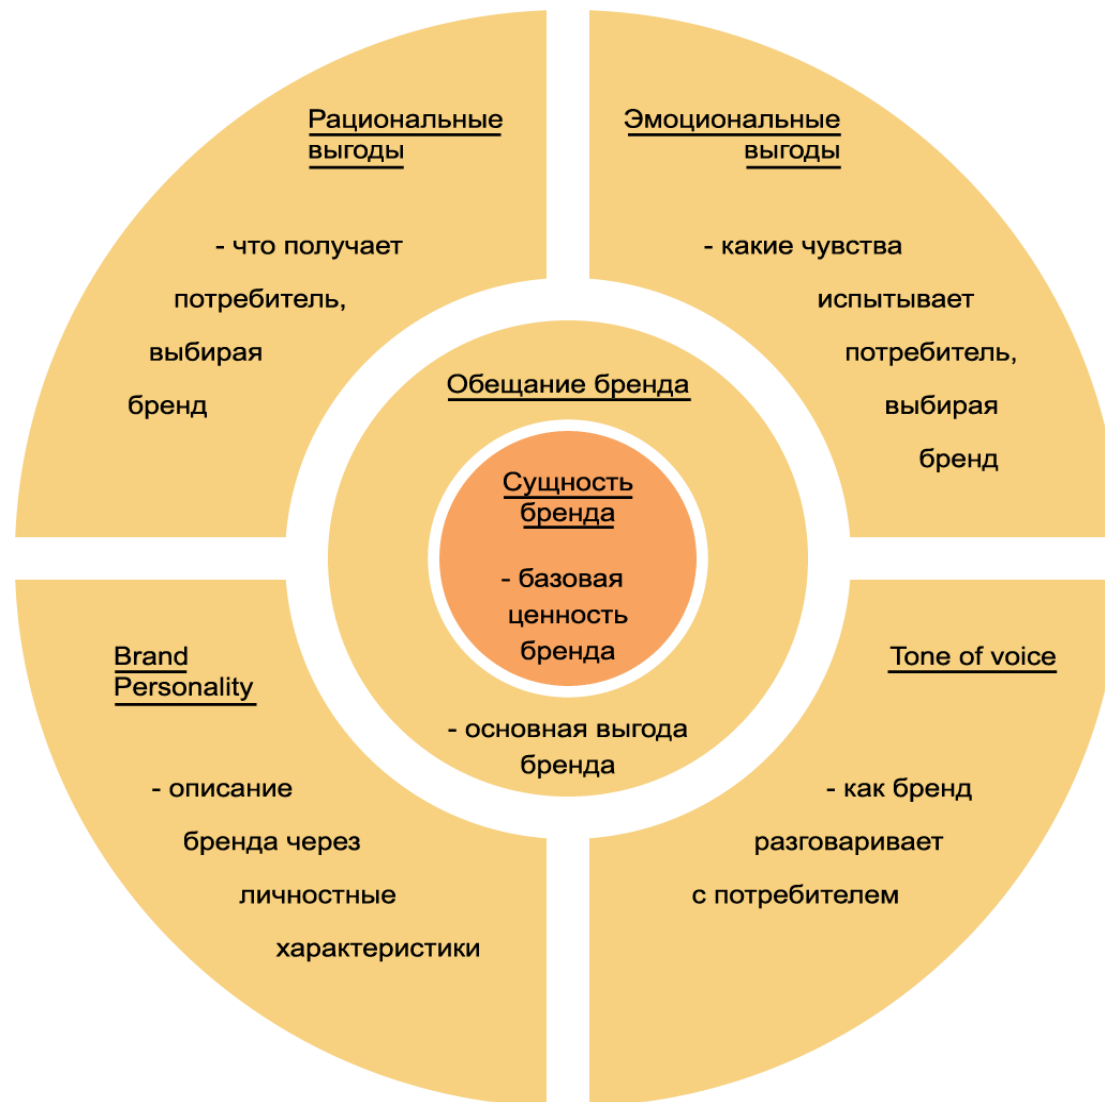 Рациональные
выгоды
- что получает
потребитель,
выбирая
бренд
Эмоциональные
выгоды
- какие чувства
испытывает
потребитель,
выбирая
бренд
Обещание бренда
Сущность
бренда
- базовая
ценность
бренда
- основная выгода
бренда
Brand
Personality
- описание
бренда через
личностные
характеристики
Tone of voice
- как бренд
разговаривает
с потребителем